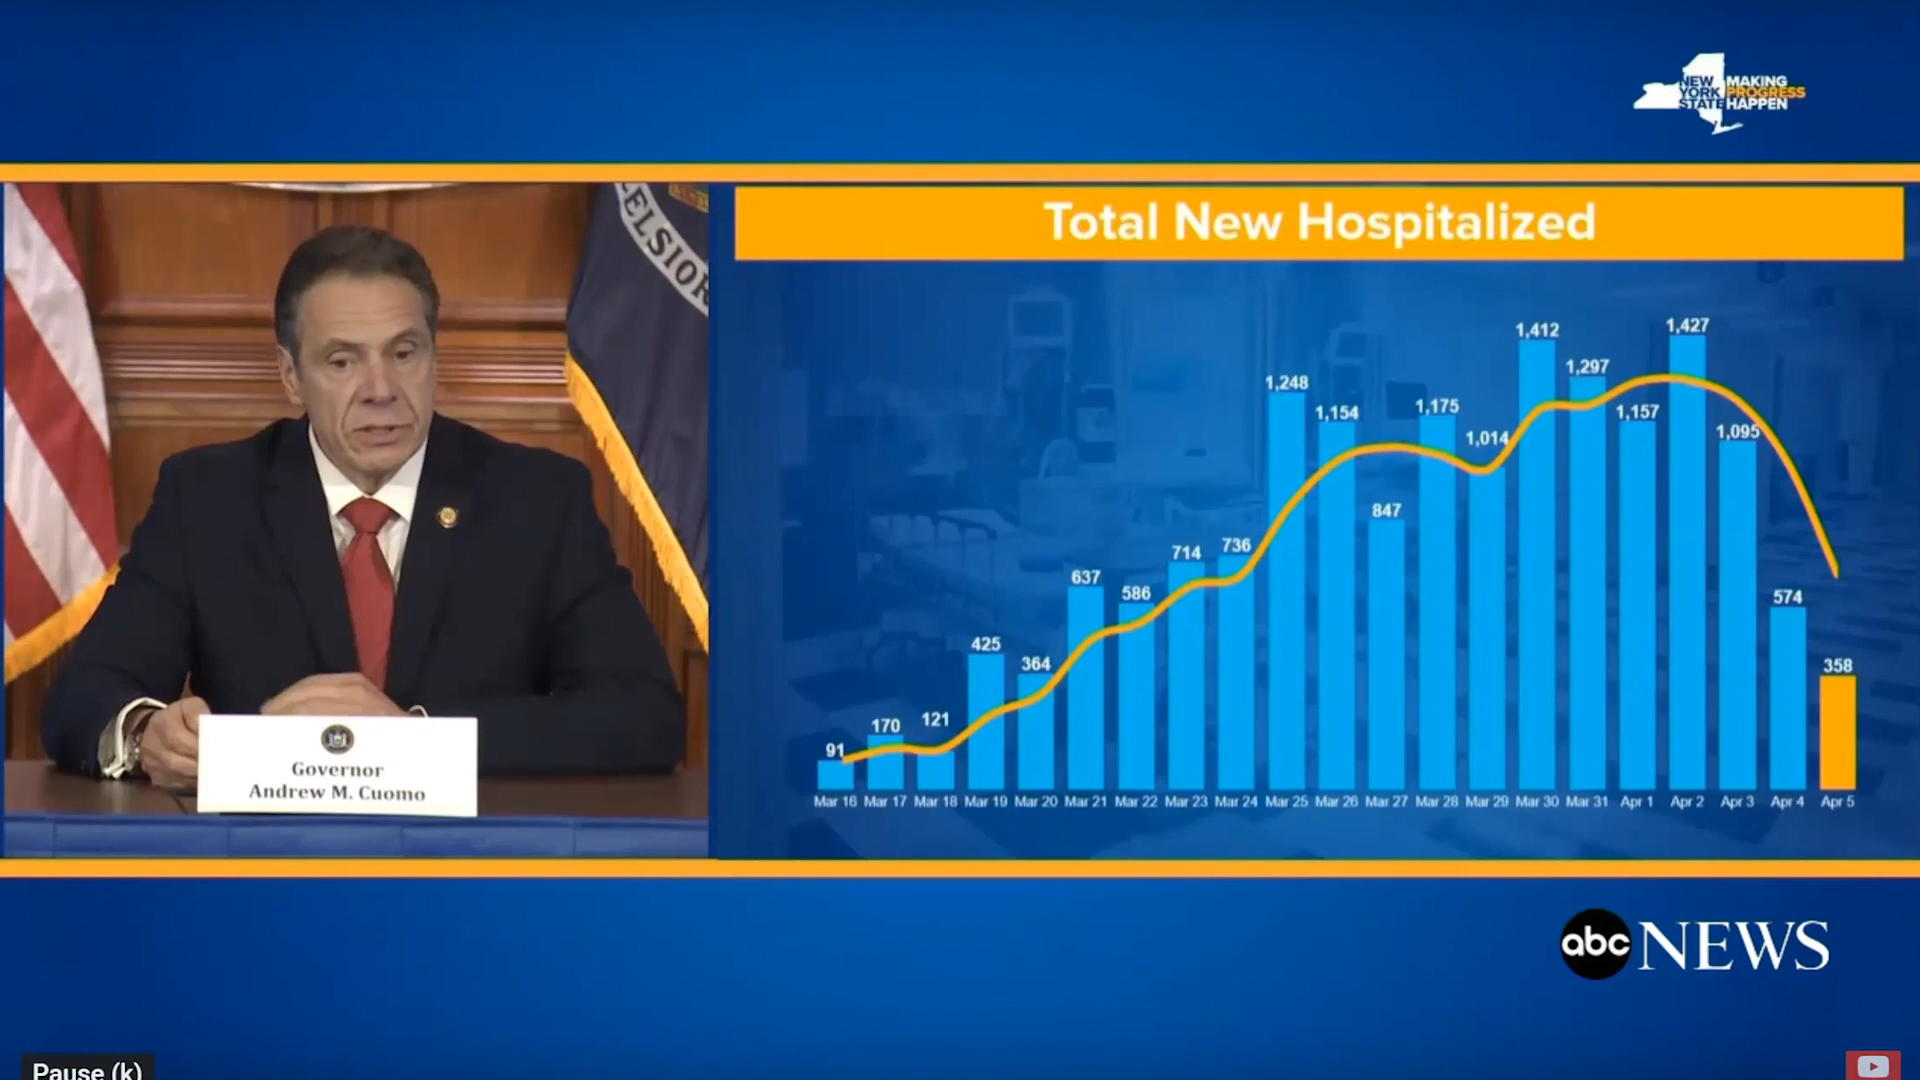 NEW
YORK
STATE
MAKING
PROGRESS
HAPPEN
ELSIOR
Governor
Andrew M. Cuomo
Total New Hospitalized
91 170 121 425 364 637 586 714 736 1,248 1,154 847 1,175 1,014 1,412 1,297 1,157 1,427 1,095 574 358
Mar 16 Mar 17 Mar 18 Mar 19 Mar 20 Mar 21 Mar 22 Mar 23 Mar 24 Mar 25 Mar 26 Mar 27 Mar 28 Mar 29 Mar 30 Mar 31 Apr 1 Apr 2 Apr 3 Apr 4 Apr 5
abc NEWS
Pause (k)